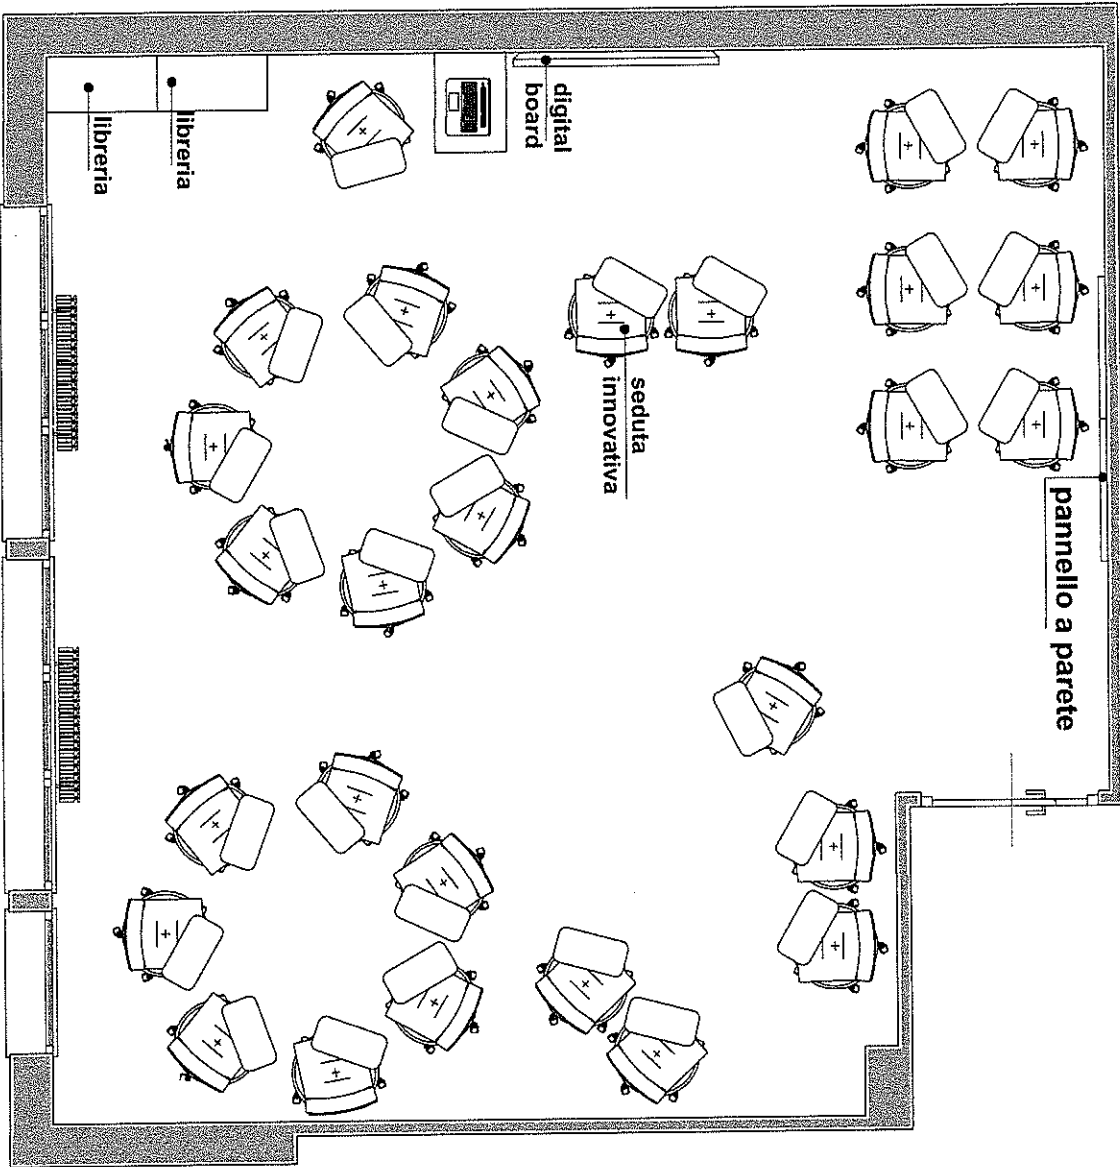 libreria
libreria
digital
board
seduta
innovativa
pannello a parete